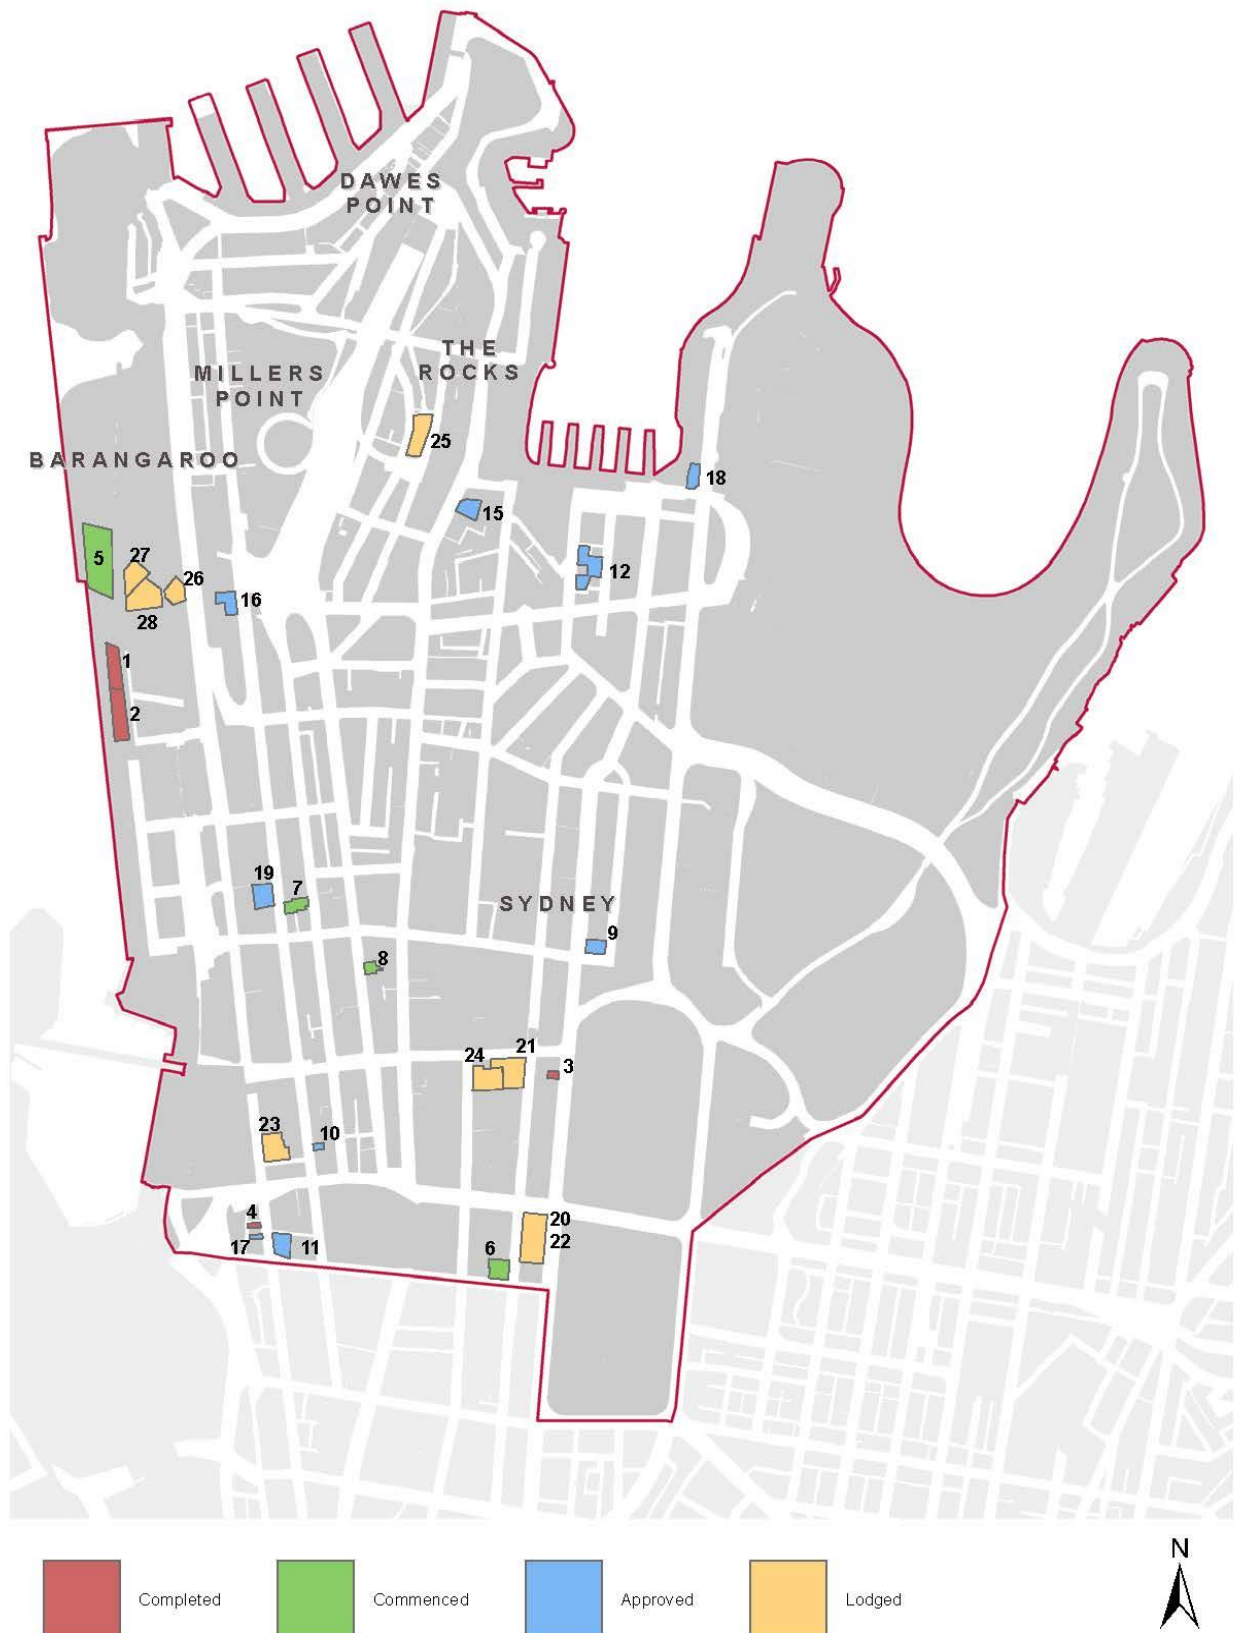 DAWES
POINT
THE
ROCKS
MILLERS
POINT
25
BARANGAROO
18
15
5
27
26
12
16
28
1
2
19
7
SYDNEY
9
8
21
24
3
23
10
4
20
17
11
6
22
N
Completed
Commenced
Approved
Lodged